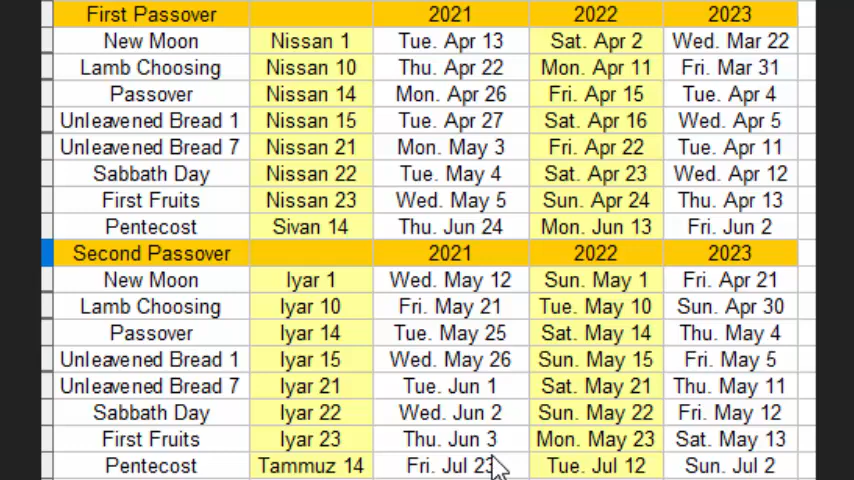 First Passover 2021 2022 2023
New Moon Nissan 1 Tue. Apr 13 Sat. Apr 2 Wed. Mar 22
Lamb Choosing Nissan 10 Thu. Apr 22 Mon. Apr 11 Fri. Mar 31
Passover Nissan 14 Mon. Apr 26 Fri. Apr 15 Tue. Apr 4
Unleavened Bread 1 Nissan 15 Tue. Apr 27 Sat. Apr 16 Wed. Apr 5
Unleavened Bread 7 Nissan 21 Mon. May 3 Fri. Apr 22 Tue. Apr 11
Sabbath Day Nissan 22 Tue. May 4 Sat. Apr 23 Wed. Apr 12
First Fruits Nissan 23 Wed. May 5 Sun. Apr 24 Thu. Apr 13
Pentecost Sivan 14 Thu. Jun 24 Mon. Jun 13 Fri. Jun 2
Second Passover 2021 2022 2023
New Moon Iyar 1 Wed. May 12 Sun. May 1 Fri. Apr 21
Lamb Choosing Iyar 10 Fri. May 21 Tue. May 10 Sun. Apr 30
Passover Iyar 14 Tue. May 25 Sat. May 14 Thu. May 4
Unleavened Bread 1 Iyar 15 Wed. May 26 Sun. May 15 Fri. May 5
Unleavened Bread 7 Iyar 21 Tue. Jun 1 Sat. May 21 Thu. May 11
Sabbath Day Iyar 22 Wed. Jun 2 Sun. May 22 Fri. May 12
First Fruits Iyar 23 Thu. Jun 3 Mon. May 23 Sat. May 13
Pentecost Tammuz 14 Fri. Jul 23 Tue. Jul 12 Sun. Jul 2